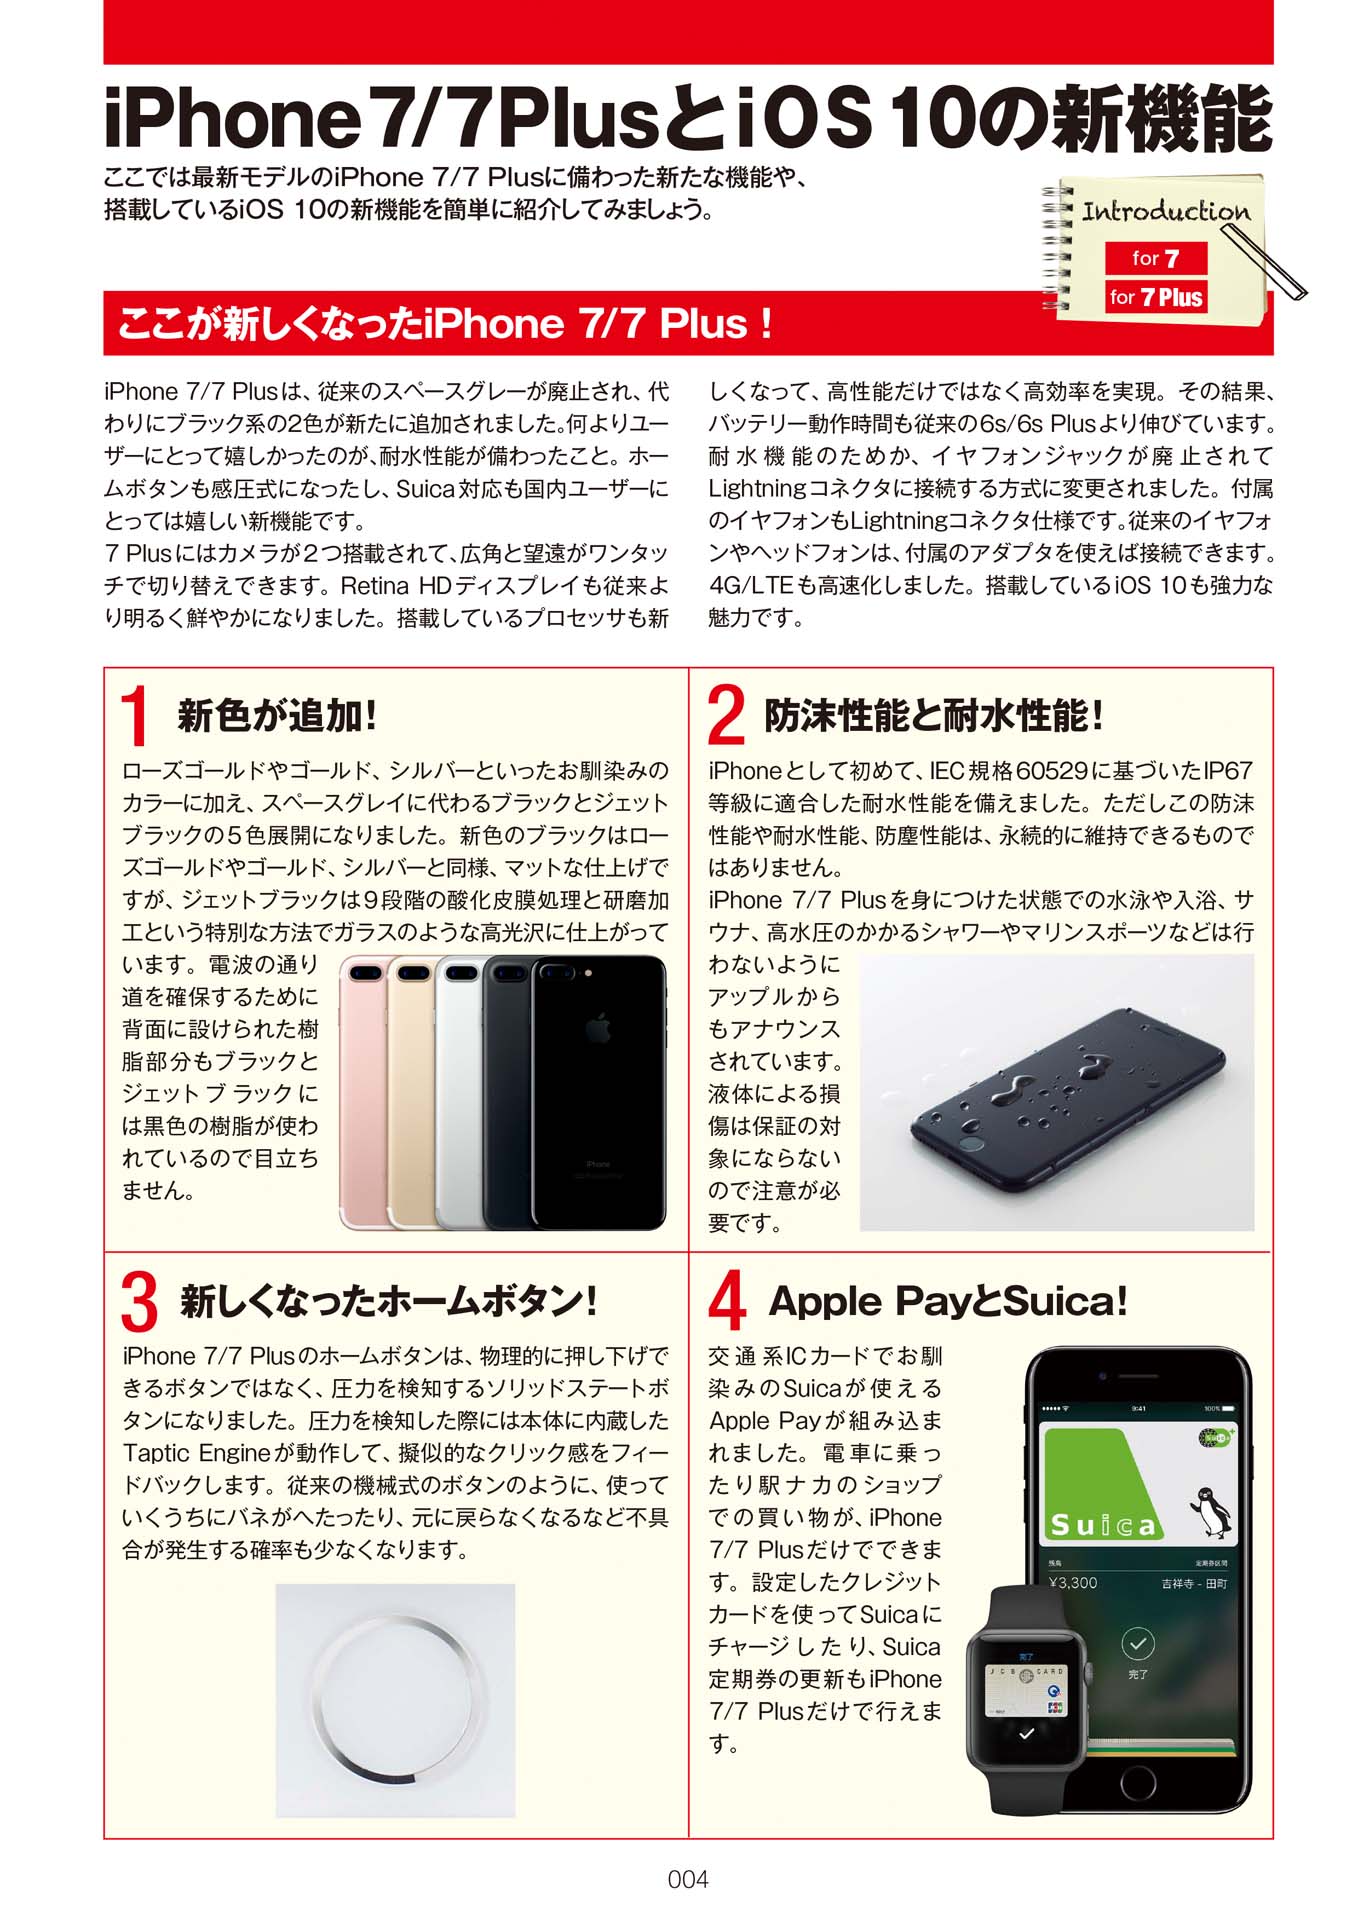 iPhone 7/7PlusとiOS 10の新機能
ここでは最新モデルのiPhone 7/7 Plusに備わった新たな機能や、
搭載しているiOS 10の新機能を簡単に紹介してみましょう。
Introduction
for 7
for 7 Plus
ここが新しくなったiPhone 7/7 Plus！
iPhone 7/7 Plusは、従来のスペースグレーが廃止され、代
わりにブラック系の2色が新たに追加されました。何よりユー
ザーにとって嬉しかったのが、耐水性能が備わったこと。ホー
ムボタンも感圧式になったし、Suica対応も国内ユーザーに
とっては嬉しい新機能です。
7 Plusにはカメラが2つ搭載されて、広角と望遠がワンタッ
チで切り替えできます。Retina HDディスプレイも従来よ
り明るく鮮やかになりました。搭載しているプロセッサも新
しくなって、高性能だけではなく高効率を実現。その結果、
バッテリー動作時間も従来の6s/6s Plusより伸びています。
耐水機能のためか、イヤフォンジャックが廃止されて
Lightningコネクタに接続する方式に変更されました。付属
のイヤフォンもLightningコネクタ仕様です。従来のイヤフォ
ンやヘッドフォンは、付属のアダプタを使えば接続できます。
4G/LTEも高速化しました。搭載しているiOS 10も強力な
魅力です。
1 新色が追加！
ローズゴールドやゴールド、シルバーといったお馴染みの
カラーに加え、スペースグレイに代わるブラックとジェット
ブラックの5色展開になりました。新色のブラックはロー
ズゴールドやゴールド、シルバーと同様、マットな仕上げで
すが、ジェットブラックは9段階の酸化皮膜処理と研磨加
工という特別な方法でガラスのような高光沢に仕上がって
います。電波の通り
道を確保するために
背面に設けられた樹
脂部分もブラックと
ジェットブラックに
は黒色の樹脂が使わ
れているので目立ち
ません。
iPhone
2 防沫性能と耐水性能！
iPhoneとして初めて、IEC規格60529に基づいたIP67
等級に適合した耐水性能を備えました。ただしこの防沫
性能や耐水性能、防塵性能は、永続的に維持できるもので
はありません。
iPhone 7/7 Plusを身につけた状態での水泳や入浴、サ
ウナ、高水圧のかかるシャワーやマリンスポーツなどは行
わないように
アップルから
もアナウンス
されています。
液体による損
傷は保証の対
象にならない
ので注意が必
要です。
3 新しくなったホームボタン！
iPhone 7/7 Plusのホームボタンは、物理的に押し下げで
きるボタンではなく、圧力を検知するソリッドステートボ
タンになりました。圧力を検知した際には本体に内蔵した
Taptic Engineが動作して、擬似的なクリック感をフィー
ドバックします。従来の機械式のボタンのように、使って
いくうちにバネがへたったり、元に戻らなくなるなど不具
合が発生する確率も少なくなります。
4 Apple PayとSuica！
交通系ICカードでお馴
染みのSuicaが使える
Apple Payが組み込ま
れました。電車に乗っ
たり駅ナカのショップ
での買い物が、iPhone
7/7 Plusだけでできま
す。設定したクレジット
カードを使ってSuicaに
チャージしたり、Suica
定期券の更新もiPhone
7/7 Plusだけで行えま
す。
9:41
100%
Suica
残高
定期券区間
¥3,300
吉祥寺 - 田町
完了
完了
JCB CARD
JCB
004